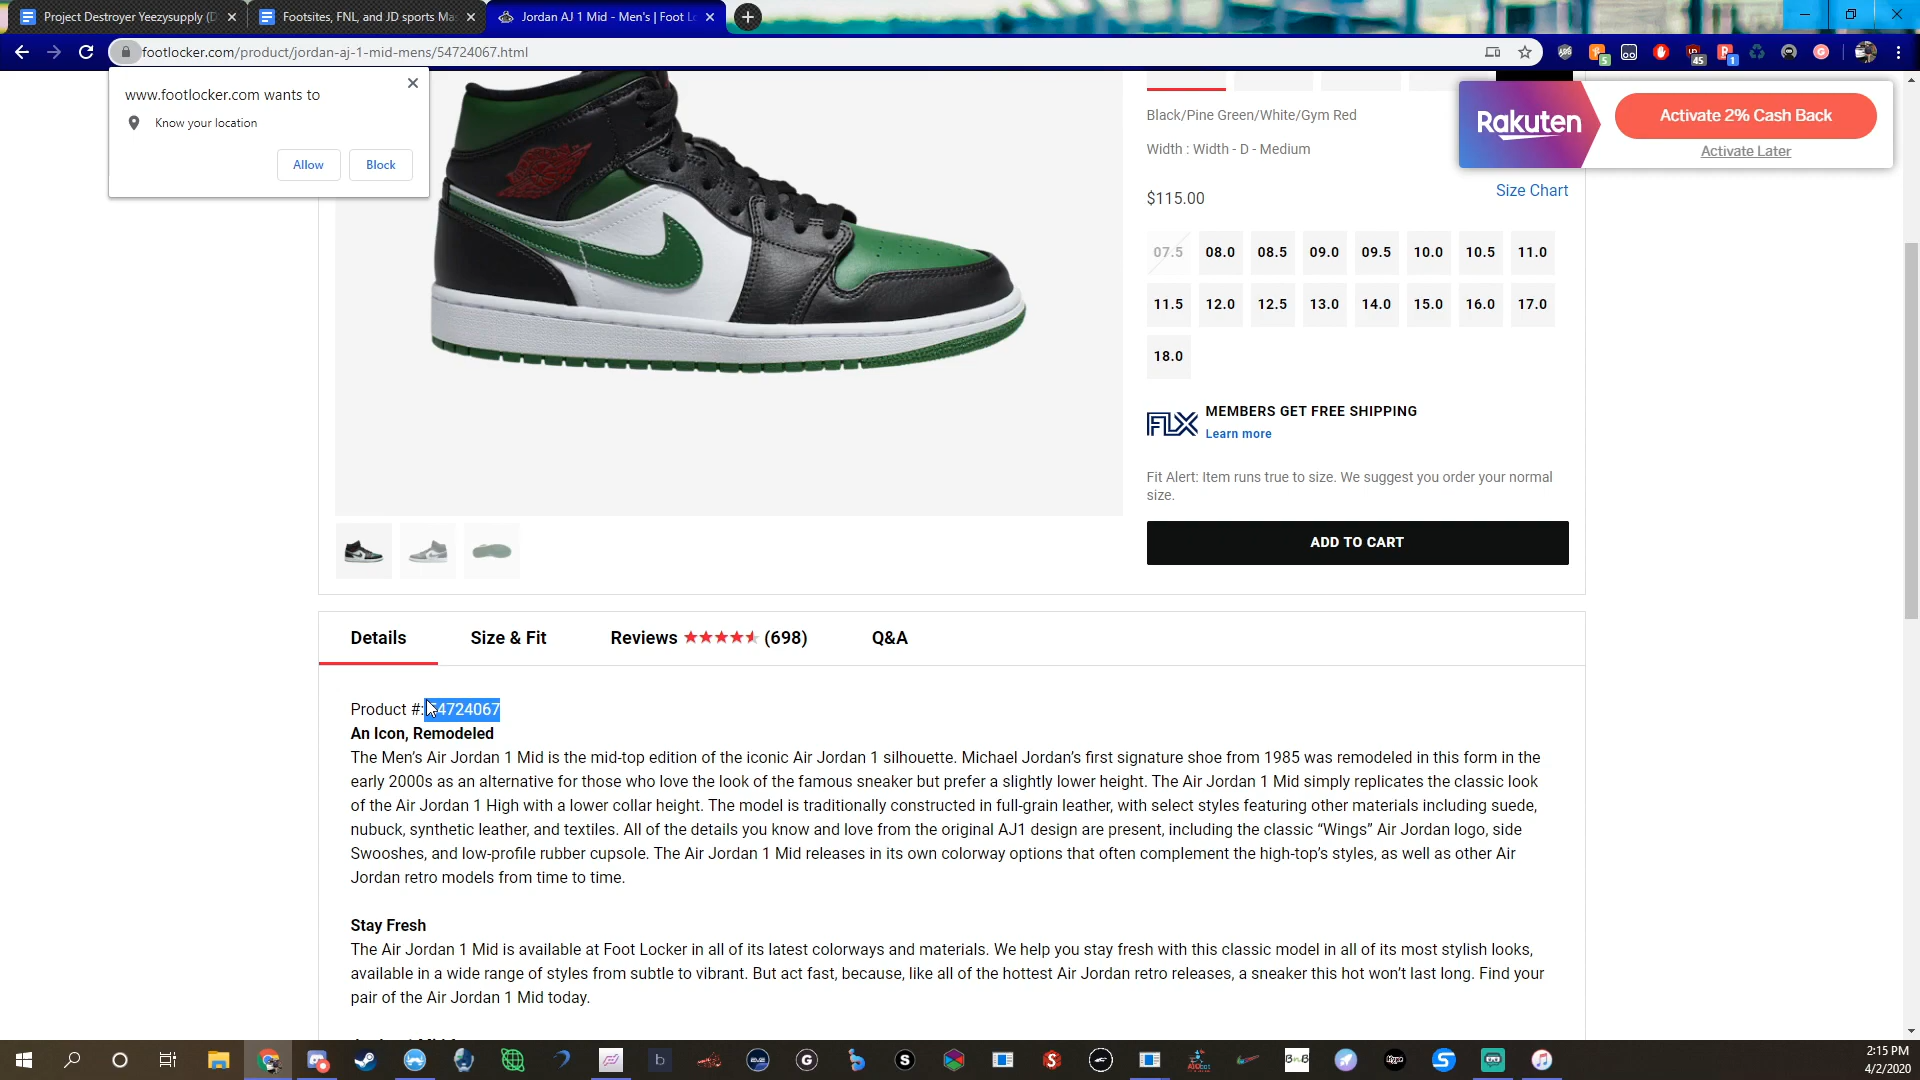 Project Destroyer Yeezysupply (D
Footsites, FNL, and JD sports Ma
Jordan AJ 1 Mid - Men's | Foot Lo
footlocker.com/product/jordan-aj-1-mid-mens/54724067.html
www.footlocker.com wants to
Know your location
Allow
Block
Rakuten
Activate 2% Cash Back
Activate Later
Black/Pine Green/White/Gym Red
Width : Width - D - Medium
$115.00
Size Chart
07.5 08.0 08.5 09.0 09.5 10.0 10.5 11.0
11.5 12.0 12.5 13.0 14.0 15.0 16.0 17.0
18.0
FLX
MEMBERS GET FREE SHIPPING
Learn more
Fit Alert: Item runs true to size. We suggest you order your normal
size.
ADD TO CART
Details
Size & Fit
Reviews (698)
Q&A
Product #: 54724067
An Icon, Remodeled
The Men's Air Jordan 1 Mid is the mid-top edition of the iconic Air Jordan 1 silhouette. Michael Jordan's first signature shoe from 1985 was remodeled in this form in the
early 2000s as an alternative for those who love the look of the famous sneaker but prefer a slightly lower height. The Air Jordan 1 Mid simply replicates the classic look
of the Air Jordan 1 High with a lower collar height. The model is traditionally constructed in full-grain leather, with select styles featuring other materials including suede,
nubuck, synthetic leather, and textiles. All of the details you know and love from the original AJ1 design are present, including the classic “Wings” Air Jordan logo, side
Swooshes, and low-profile rubber cupsole. The Air Jordan 1 Mid releases in its own colorway options that often complement the high-top's styles, as well as other Air
Jordan retro models from time to time.
Stay Fresh
The Air Jordan 1 Mid is available at Foot Locker in all of its latest colorways and materials. We help you stay fresh with this classic model in all of its most stylish looks,
available in a wide range of styles from subtle to vibrant. But act fast, because, like all of the hottest Air Jordan retro releases, a sneaker this hot won't last long. Find your
pair of the Air Jordan 1 Mid today.
2:15 PM
4/2/2020